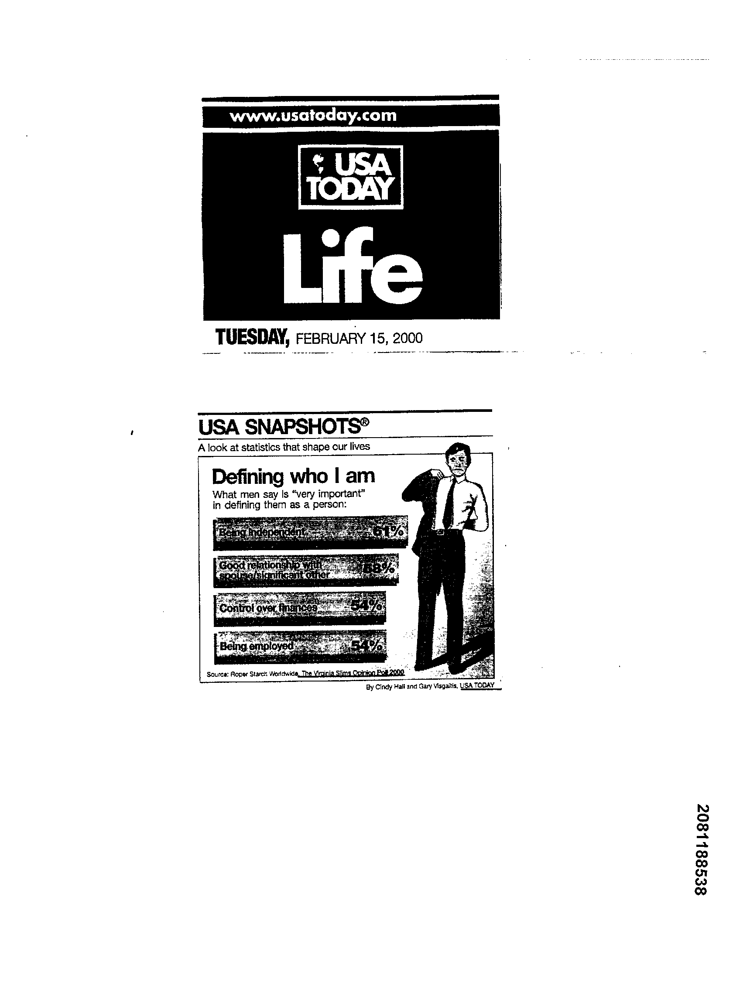 www.usatoday.com
USA
TODAY
Life
TUESDAY, FEBRUARY 15, 2000
USA SNAPSHOTS®
A look at statistics that shape our lives
Defining who I am
What men say is "very important"
in defining them as a person:
Being independent 61%
Good relationship with
spouse/significant other 58%
Control over finances 54%
Being employed 54%
Source: Roper Starch Worldwide, The Virginia Slims Opinion Poll 2000
By Cindy Hall and Gary Visgaitis, USA TODAY
2081188538